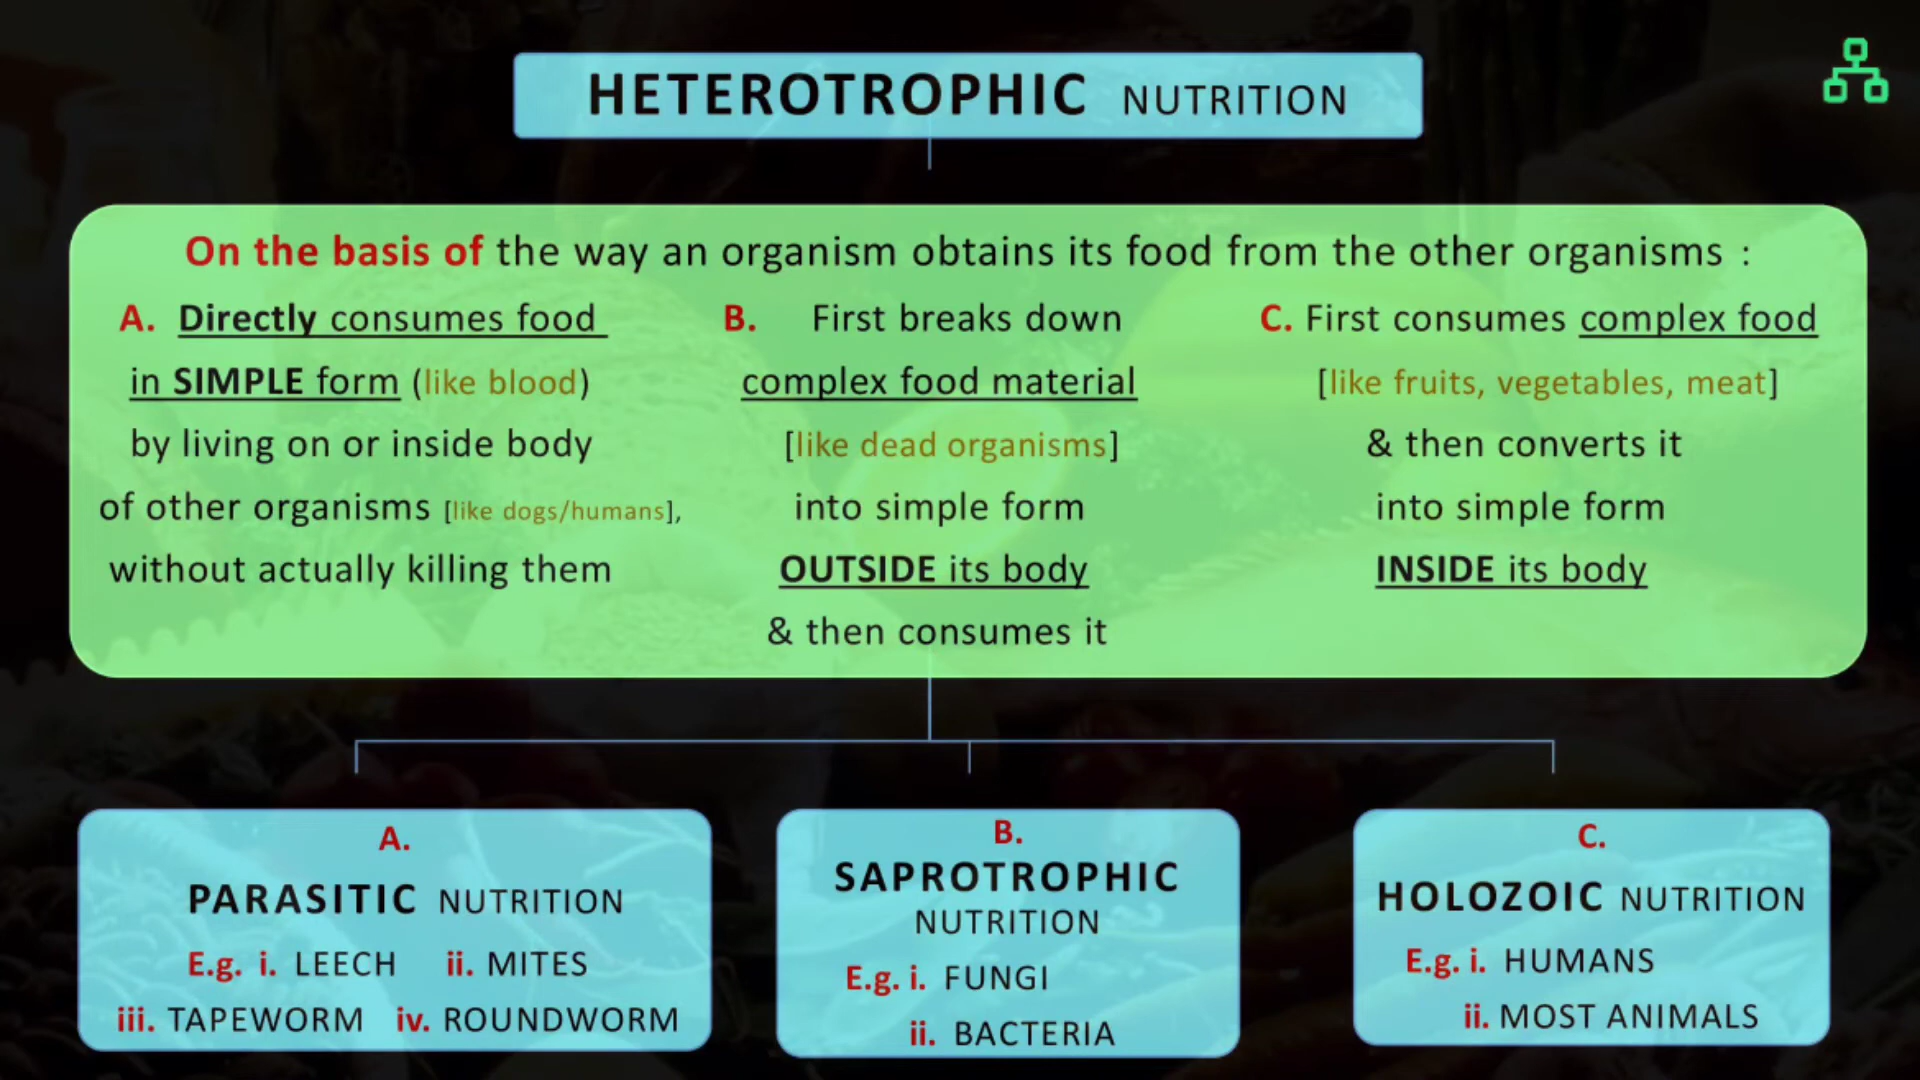 HETEROTROPHIC NUTRITION
On the basis of the way an organism obtains its food from the other organisms :
A. Directly consumes food
in SIMPLE form (like blood)
by living on or inside body
of other organisms [like dogs/humans],
without actually killing them
B. First breaks down
complex food material
[like dead organisms]
into simple form
OUTSIDE its body
& then consumes it
C. First consumes complex food
[like fruits, vegetables, meat]
& then converts it
into simple form
INSIDE its body
A.
PARASITIC NUTRITION
E.g. i. LEECH ii. MITES
iii. TAPEWORM iv. ROUNDWORM
B.
SAPROTROPHIC
NUTRITION
E.g. i. FUNGI
ii. BACTERIA
C.
HOLOZOIC NUTRITION
E.g. i. HUMANS
ii. MOST ANIMALS